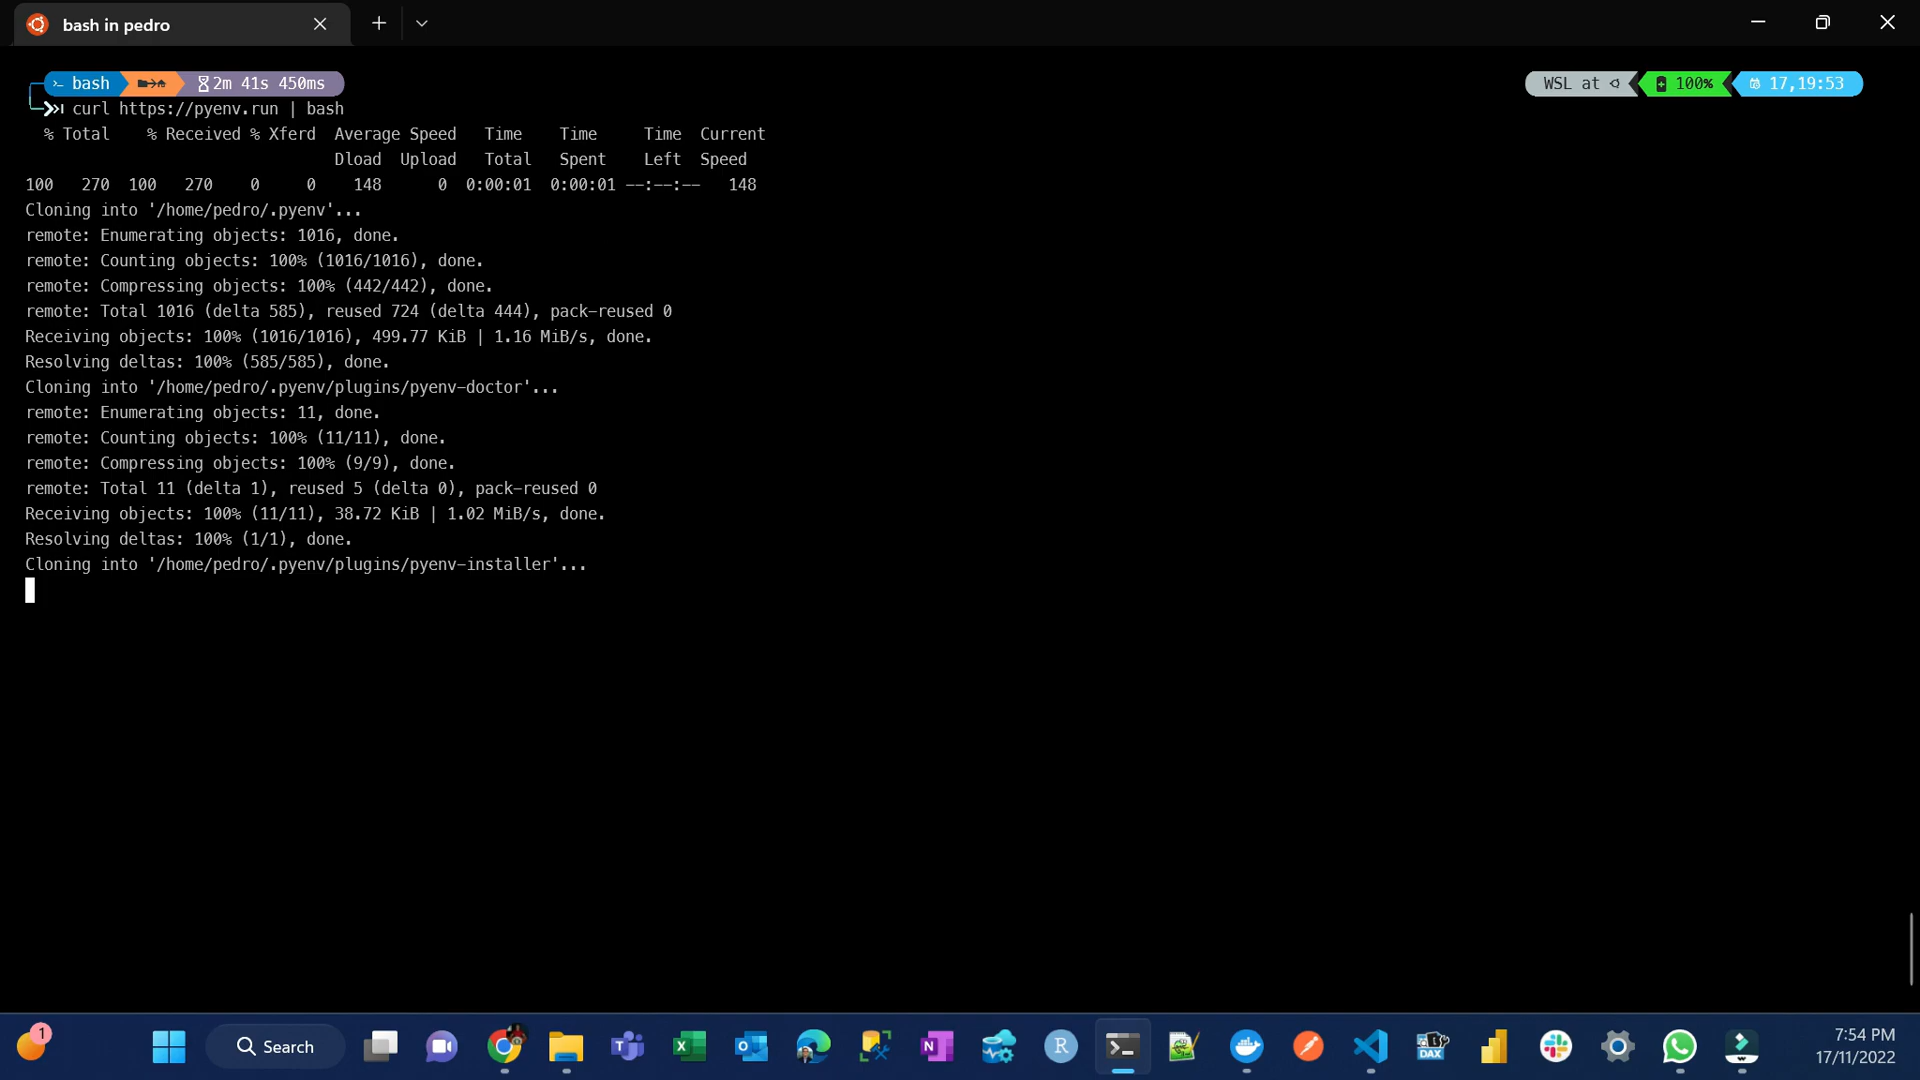 bash in pedro
bash 2m 41s 450ms WSL at 100% 17,19:53
curl https://pyenv.run | bash
% Total % Received % Xferd Average Speed Time Time Time Current
Dload Upload Total Spent Left Speed
100 270 100 270 0 0 148 0 0:00:01 0:00:01 --:--:-- 148
Cloning into '/home/pedro/.pyenv'...
remote: Enumerating objects: 1016, done.
remote: Counting objects: 100% (1016/1016), done.
remote: Compressing objects: 100% (442/442), done.
remote: Total 1016 (delta 585), reused 724 (delta 444), pack-reused 0
Receiving objects: 100% (1016/1016), 499.77 KiB | 1.16 MiB/s, done.
Resolving deltas: 100% (585/585), done.
Cloning into '/home/pedro/.pyenv/plugins/pyenv-doctor'...
remote: Enumerating objects: 11, done.
remote: Counting objects: 100% (11/11), done.
remote: Compressing objects: 100% (9/9), done.
remote: Total 11 (delta 1), reused 5 (delta 0), pack-reused 0
Receiving objects: 100% (11/11), 38.72 KiB | 1.02 MiB/s, done.
Resolving deltas: 100% (1/1), done.
Cloning into '/home/pedro/.pyenv/plugins/pyenv-installer'...
1
Search
DAX
7:54 PM
17/11/2022